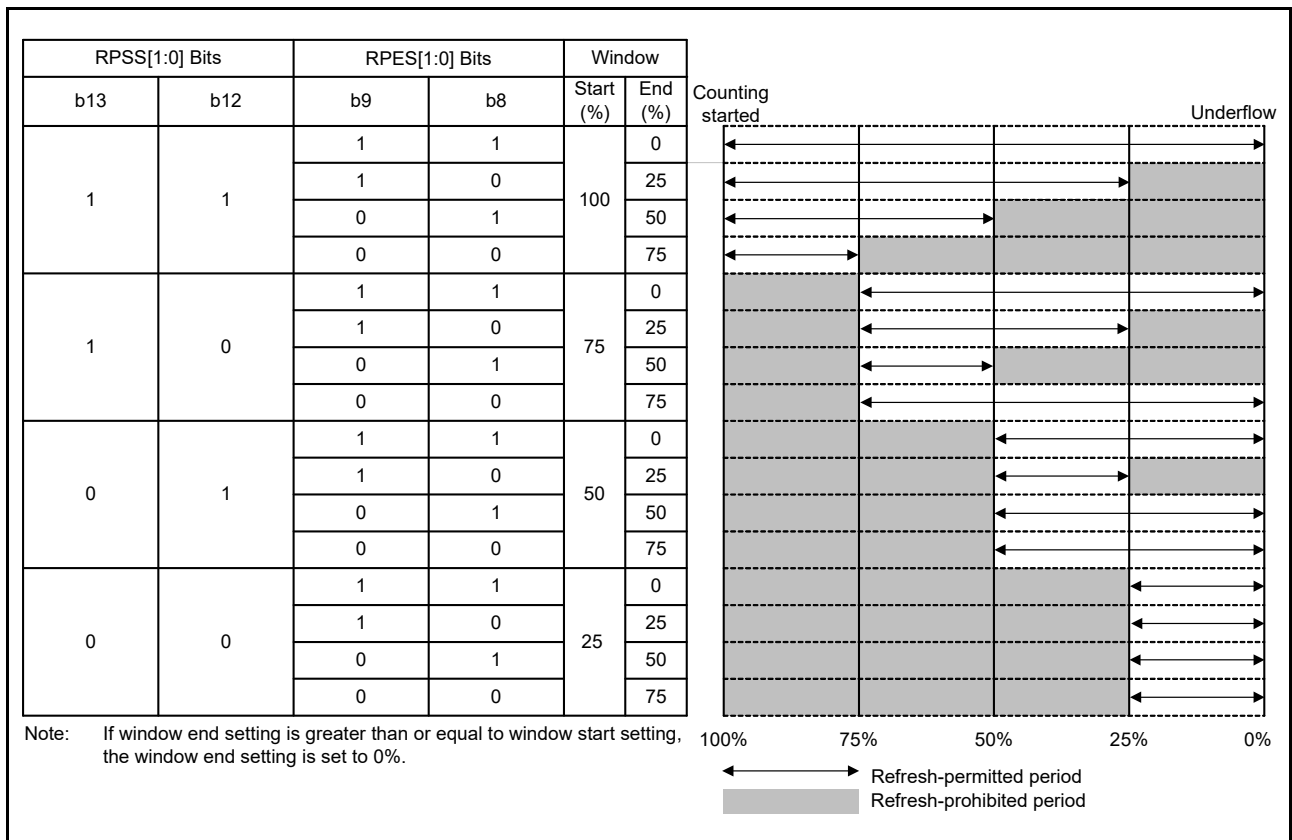 RPSS[1:0] Bits RPES[1:0] Bits Window
b13 b12 b9 b8 Start (%) End (%)
Counting started Underflow
1 1 1 1 100 0
1 0 25
0 1 50
0 0 75
1 0 1 1 75 0
1 0 25
0 1 50
0 0 75
0 1 1 1 50 0
1 0 25
0 1 50
0 0 75
0 0 1 1 25 0
1 0 25
0 1 50
0 0 75
Note: If window end setting is greater than or equal to window start setting,
the window end setting is set to 0%.
100% 75% 50% 25% 0%
Refresh-permitted period
Refresh-prohibited period